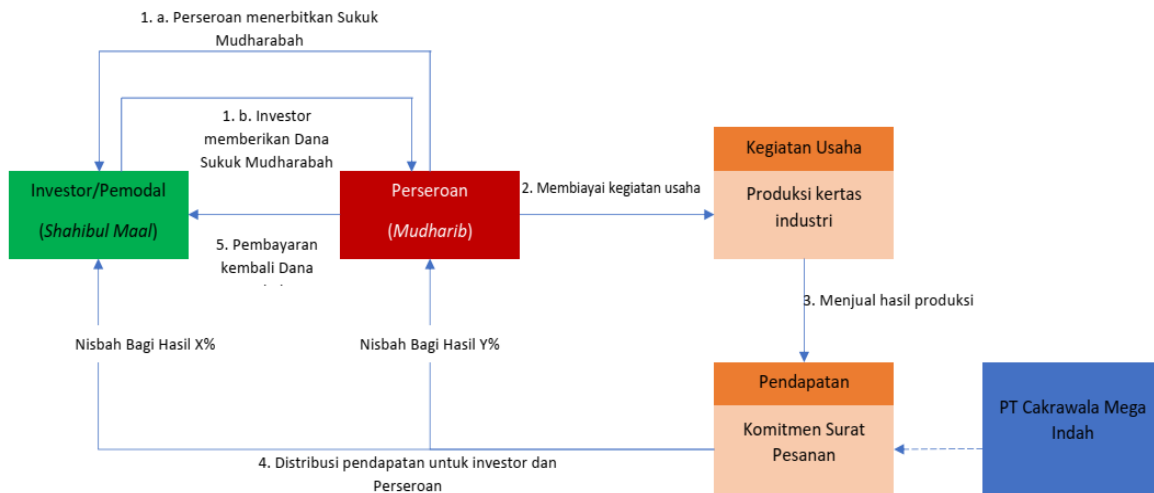 1. a. Perseroan menerbitkan Sukuk
Mudharabah
1. b. Investor
memberikan Dana
Sukuk Mudharabah
Investor/Pemodal
(Shahibul Maal)
Perseroan
(Mudharib)
2. Membiayai kegiatan usaha
Kegiatan Usaha
Produksi kertas
industri
5. Pembayaran
kembali Dana
3. Menjual hasil produksi
Nisbah Bagi Hasil X%
Nisbah Bagi Hasil Y%
Pendapatan
Komitmen Surat
Pesanan
PT Cakrawala Mega
Indah
4. Distribusi pendapatan untuk investor dan
Perseroan